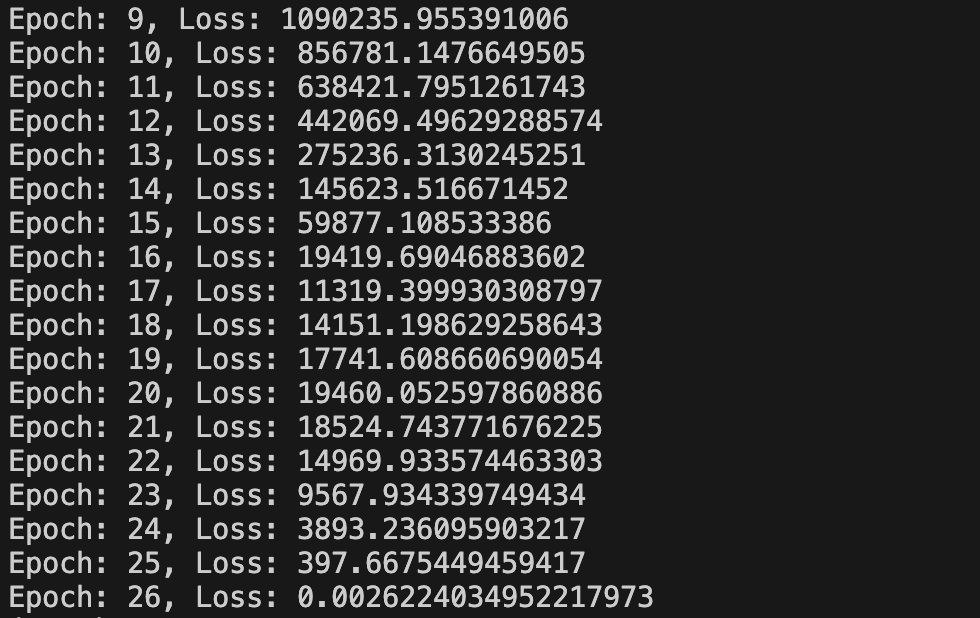 Epoch: 9, Loss: 1090235.955391006
Epoch: 10, Loss: 856781.1476649505
Epoch: 11, Loss: 638421.7951261743
Epoch: 12, Loss: 442069.49629288574
Epoch: 13, Loss: 275236.3130245251
Epoch: 14, Loss: 145623.516671452
Epoch: 15, Loss: 59877.108533386
Epoch: 16, Loss: 19419.69046883602
Epoch: 17, Loss: 11319.399930308797
Epoch: 18, Loss: 14151.198629258643
Epoch: 19, Loss: 17741.608660690054
Epoch: 20, Loss: 19460.052597860886
Epoch: 21, Loss: 18524.743771676225
Epoch: 22, Loss: 14969.933574463303
Epoch: 23, Loss: 9567.934339749434
Epoch: 24, Loss: 3893.236095903217
Epoch: 25, Loss: 397.6675449459417
Epoch: 26, Loss: 0.0026224034952217973